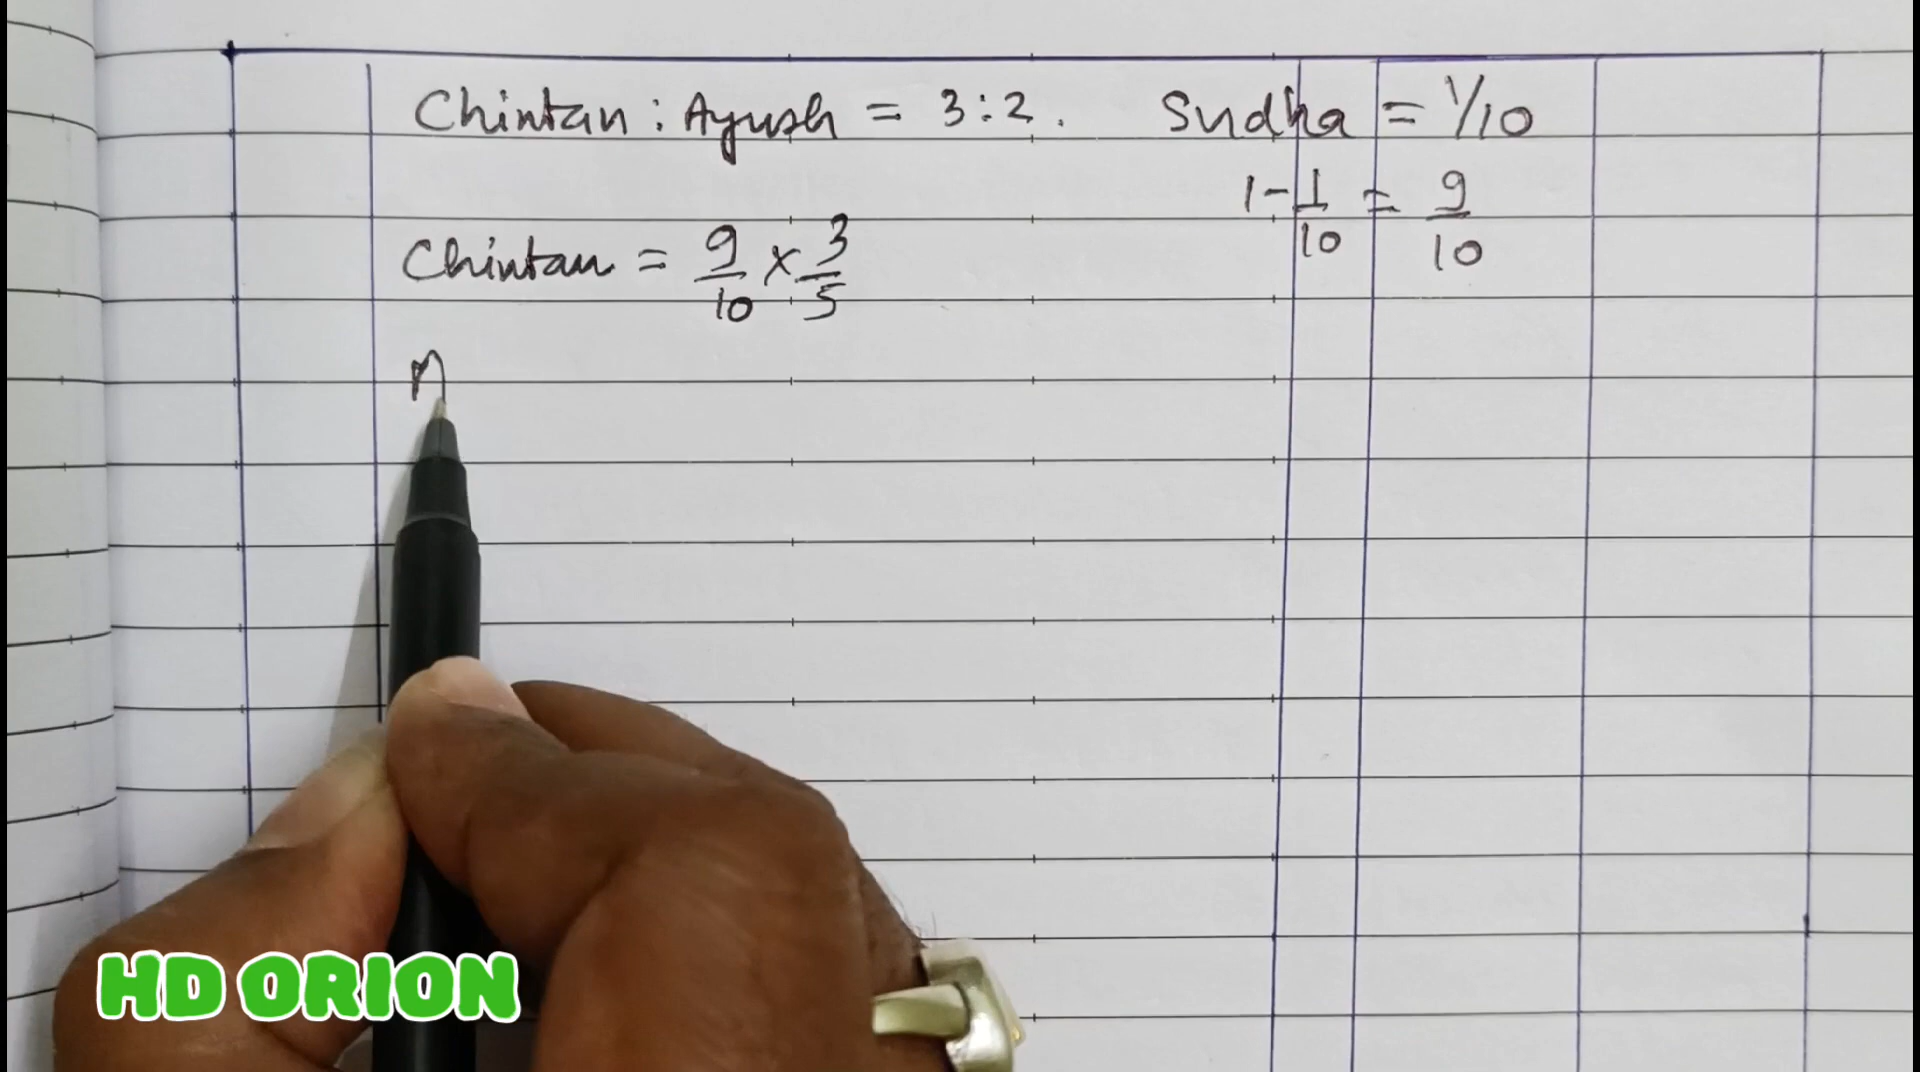 Chintan : Ayush = 3:2. Sudha = 1/10
1 - 1/10 = 9/10
Chintan = 9/10 × 3/5
HD ORION